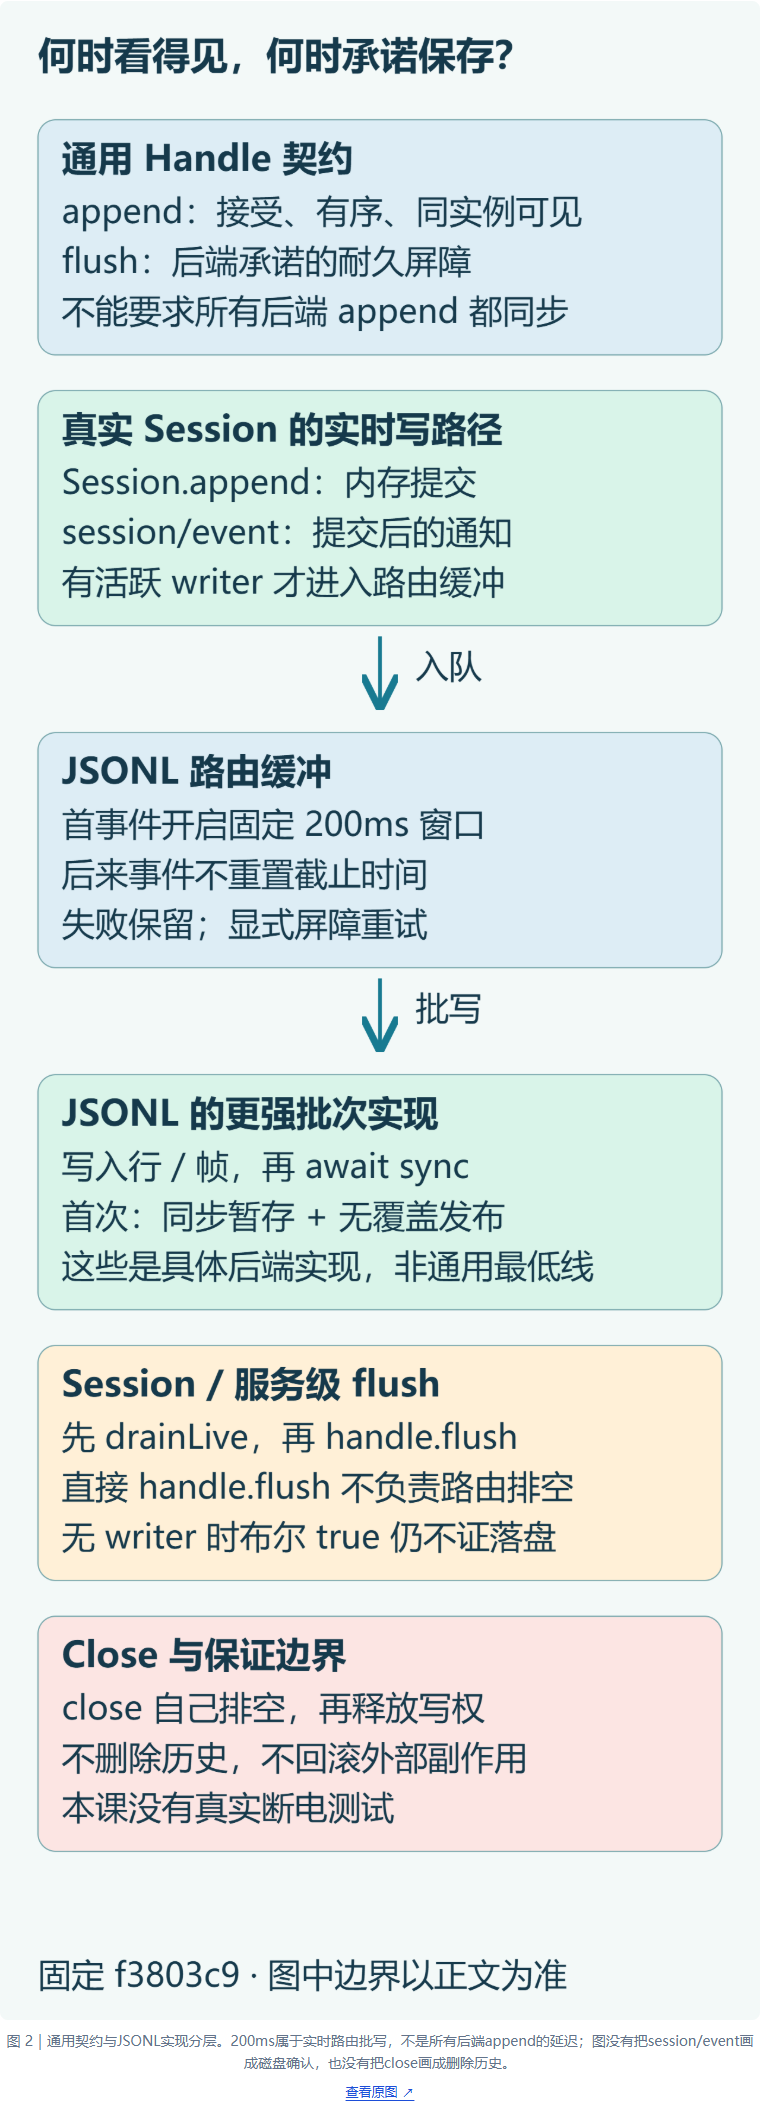 何时看得见，何时承诺保存？
通用 Handle 契约
append：接受、有序、同实例可见
flush：后端承诺的耐久屏障
不能要求所有后端 append 都同步
真实 Session 的实时写路径
Session.append：内存提交
session/event：提交后的通知
有活跃 writer 才进入路由缓冲
入队
JSONL 路由缓冲
首事件开启固定 200ms 窗口
后来事件不重置截止时间
失败保留；显式屏障重试
批写
JSONL 的更强批次实现
写入行 / 帧，再 await sync
首次：同步暂存 + 无覆盖发布
这些是具体后端实现，非通用最低线
Session / 服务级 flush
先 drainLive，再 handle.flush
直接 handle.flush 不负责路由排空
无 writer 时布尔 true 仍不证落盘
Close 与保证边界
close 自己排空，再释放写权
不删除历史，不回滚外部副作用
本课没有真实断电测试
固定 f3803c9 · 图中边界以正文为准
图 2｜通用契约与JSONL实现分层。200ms属于实时路由批写，不是所有后端append的延迟；图没有把session/event画
成磁盘确认，也没有把close画成删除历史。
查看原图 ↗